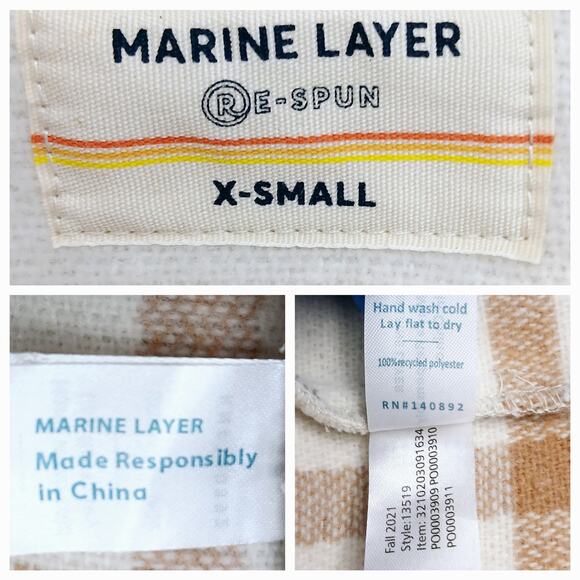 MARINE LAYER
RE-SPUN
X-SMALL
MARINE LAYER
Made Responsibly
in China
Hand wash cold
Lay flat to dry
100%recycled polyester
RN#140892
Fall 2021
Style: 13519
Item: 3210203091634
PO0003909 PO0003910
PO0003911